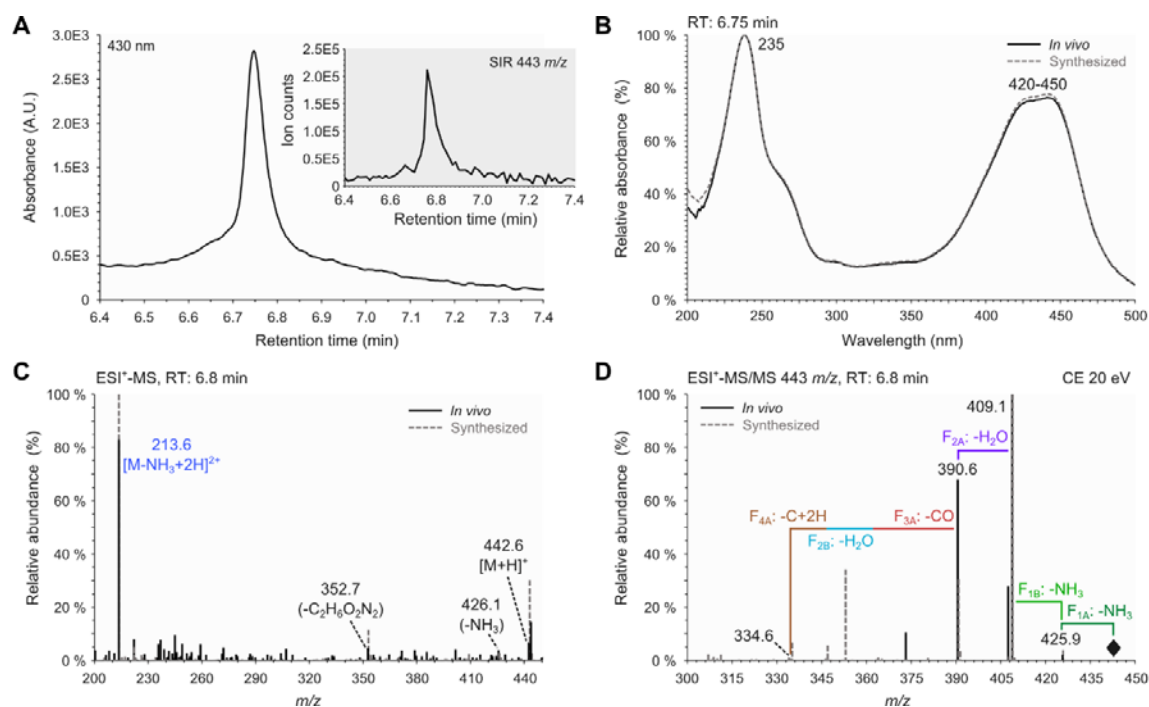 A
430 nm
3.0E3
2.5E3
2.0E3
1.5E3
1.0E3
0.5E3
0
Absorbance (A.U.)
6.4 6.5 6.6 6.7 6.8 6.9 7.0 7.1 7.2 7.3 7.4
Retention time (min)
SIR 443 m/z
2.5E5
2.0E5
1.5E5
1.0E5
0.5E5
0
Ion counts
6.4 6.6 6.8 7.0 7.2 7.4
Retention time (min)
B
RT: 6.75 min
100 %
80 %
60 %
40 %
20 %
0 %
Relative absorbance (%)
235
In vivo
Synthesized
420-450
200 250 300 350 400 450 500
Wavelength (nm)
C
ESI⁺-MS, RT: 6.8 min
100 %
80 %
60 %
40 %
20 %
0 %
Relative abundance (%)
In vivo
Synthesized
213.6
[M-NH₃+2H]²⁺
442.6
[M+H]⁺
352.7
(-C₂H₆O₂N₂)
426.1
(-NH₃)
200 240 280 320 360 400 440
m/z
D
ESI⁺-MS/MS 443 m/z, RT: 6.8 min
CE 20 eV
100 %
80 %
60 %
40 %
20 %
0 %
Relative abundance (%)
In vivo
Synthesized
409.1
F₂A: -H₂O
390.6
F₄A: -C+2H
F₃A: -CO
F₂B: -H₂O
F₁B: -NH₃
F₁A: -NH₃
334.6
425.9
300 315 330 345 360 375 390 405 420 435 450
m/z